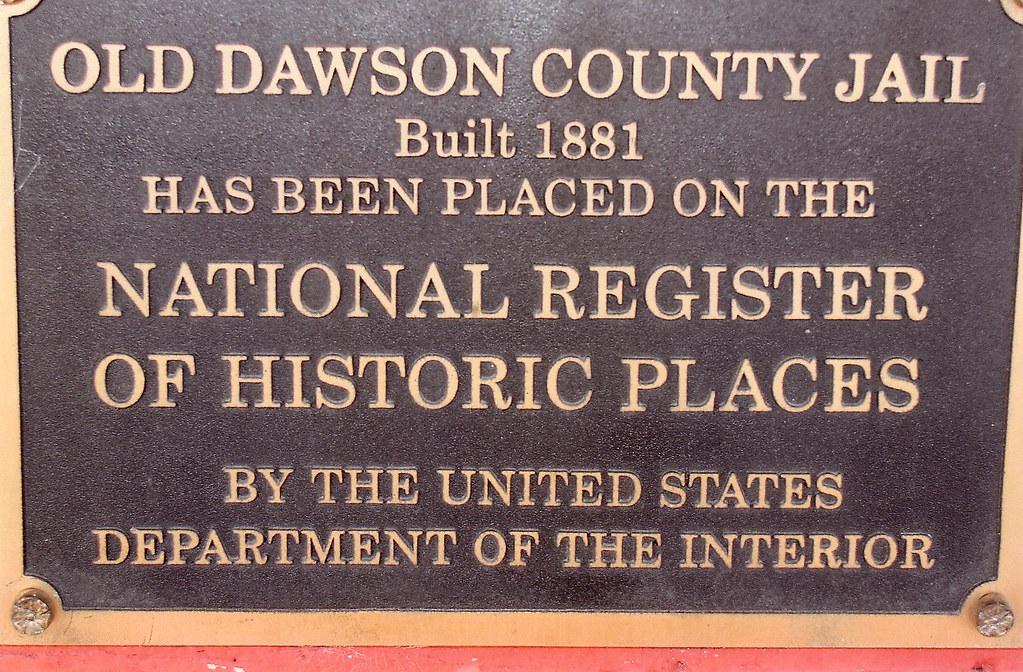 OLD DAWSON COUNTY JAIL
Built 1881
HAS BEEN PLACED ON THE
NATIONAL REGISTER
OF HISTORIC PLACES
BY THE UNITED STATES
DEPARTMENT OF THE INTERIOR